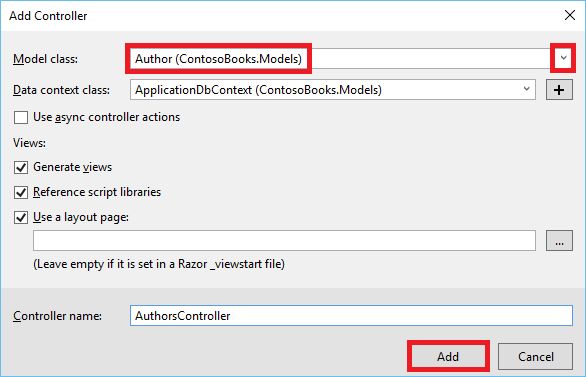 Add Controller
Model class: Author (ContosoBooks.Models)
Data context class: ApplicationDbContext (ContosoBooks.Models) +
Use async controller actions
Views:
Generate views
Reference script libraries
Use a layout page:
...
(Leave empty if it is set in a Razor _viewstart file)
Controller name: AuthorsController
Add Cancel